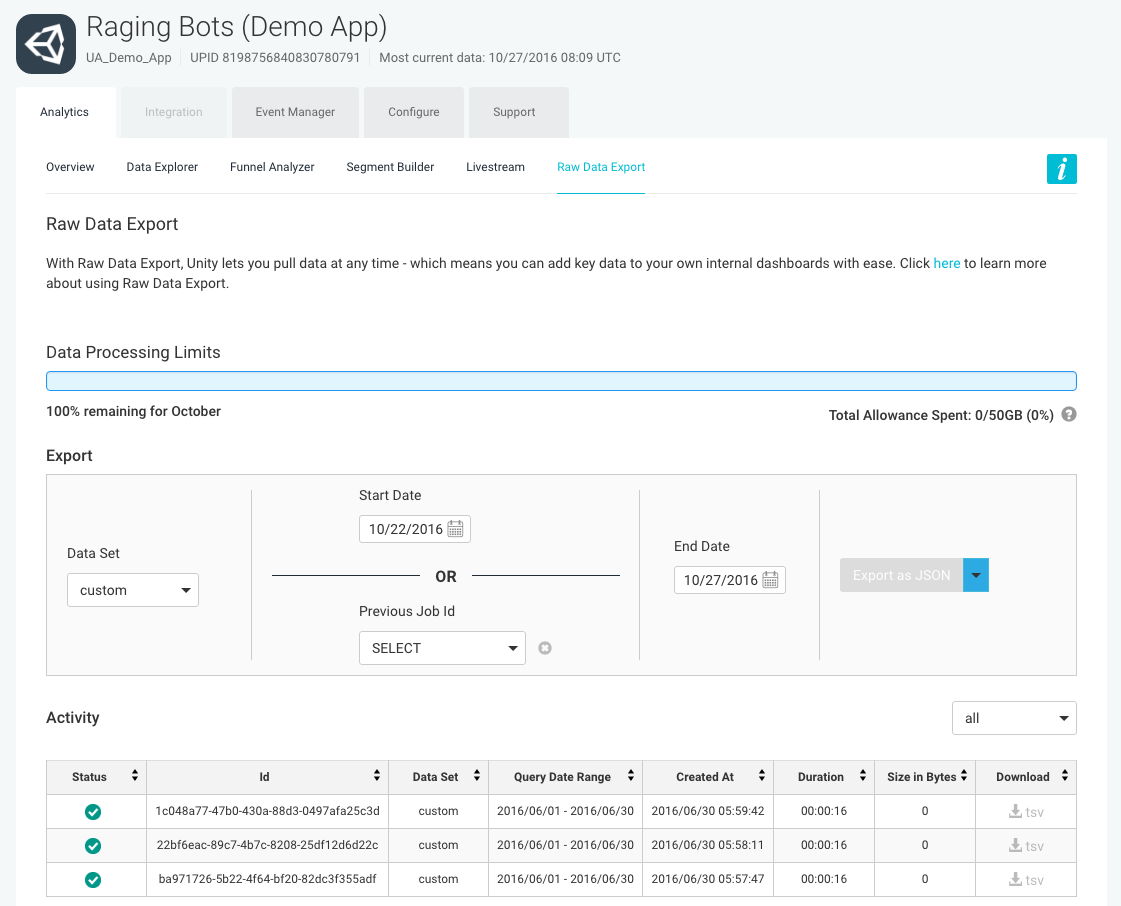 Raging Bots (Demo App)
UA_Demo_App UPID 8198756840830780791 Most current data: 10/27/2016 08:09 UTC
Analytics Integration Event Manager Configure Support
Overview Data Explorer Funnel Analyzer Segment Builder Livestream Raw Data Export i
Raw Data Export
With Raw Data Export, Unity lets you pull data at any time - which means you can add key data to your own internal dashboards with ease. Click here to learn more
about using Raw Data Export.
Data Processing Limits
100% remaining for October
Total Allowance Spent: 0/50GB (0%) ?
Export
Data Set
custom
Start Date
10/22/2016
OR
Previous Job Id
SELECT
End Date
10/27/2016
Export as JSON
Activity
all
Status Id Data Set Query Date Range Created At Duration Size in Bytes Download
1c048a77-47b0-430a-88d3-0497afa25c3d custom 2016/06/01 - 2016/06/30 2016/06/30 05:59:42 00:00:16 0 tsv
22bf6eac-89c7-4b7c-8208-25df12d6d22c custom 2016/06/01 - 2016/06/30 2016/06/30 05:58:11 00:00:16 0 tsv
ba971726-5b22-4f64-bf20-82dc3f355adf custom 2016/06/01 - 2016/06/30 2016/06/30 05:57:47 00:00:16 0 tsv